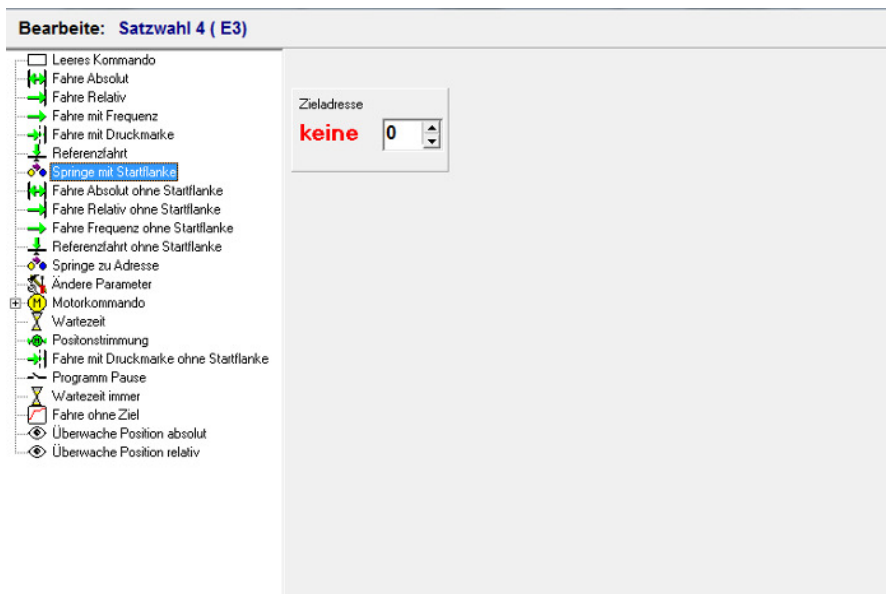 Bearbeite: Satzwahl 4 ( E3)
Leeres Kommando
Fahre Absolut
Fahre Relativ
Fahre mit Frequenz
Fahre mit Druckmarke
Referenzfahrt
Springe mit Startflanke
Fahre Absolut ohne Startflanke
Fahre Relativ ohne Startflanke
Fahre Frequenz ohne Startflanke
Referenzfahrt ohne Startflanke
Springe zu Adresse
Ändere Parameter
M Motorkommando
Wartezeit
Positonstrimmung
Fahre mit Druckmarke ohne Startflanke
Programm Pause
Wartezeit immer
Fahre ohne Ziel
Überwache Position absolut
Überwache Position relativ
Zieladresse
keine 0